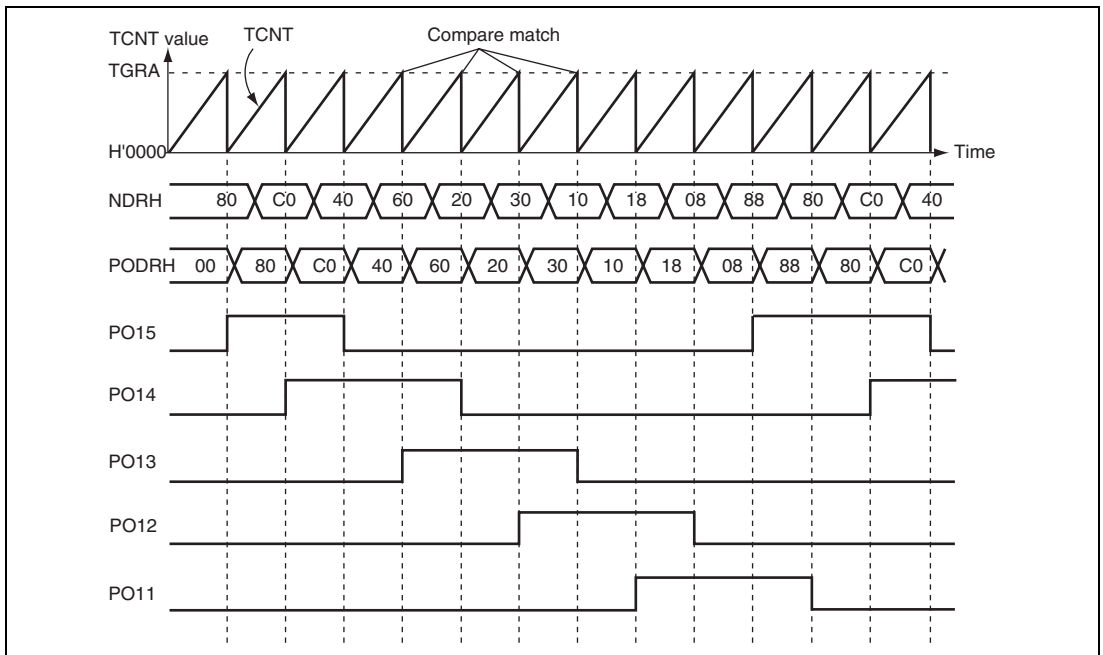 TCNT value TCNT Compare match
TGRA
H'0000 Time
NDRH 80 C0 40 60 20 30 10 18 08 88 80 C0 40
PODRH 00 80 C0 40 60 20 30 10 18 08 88 80 C0
PO15
PO14
PO13
PO12
PO11